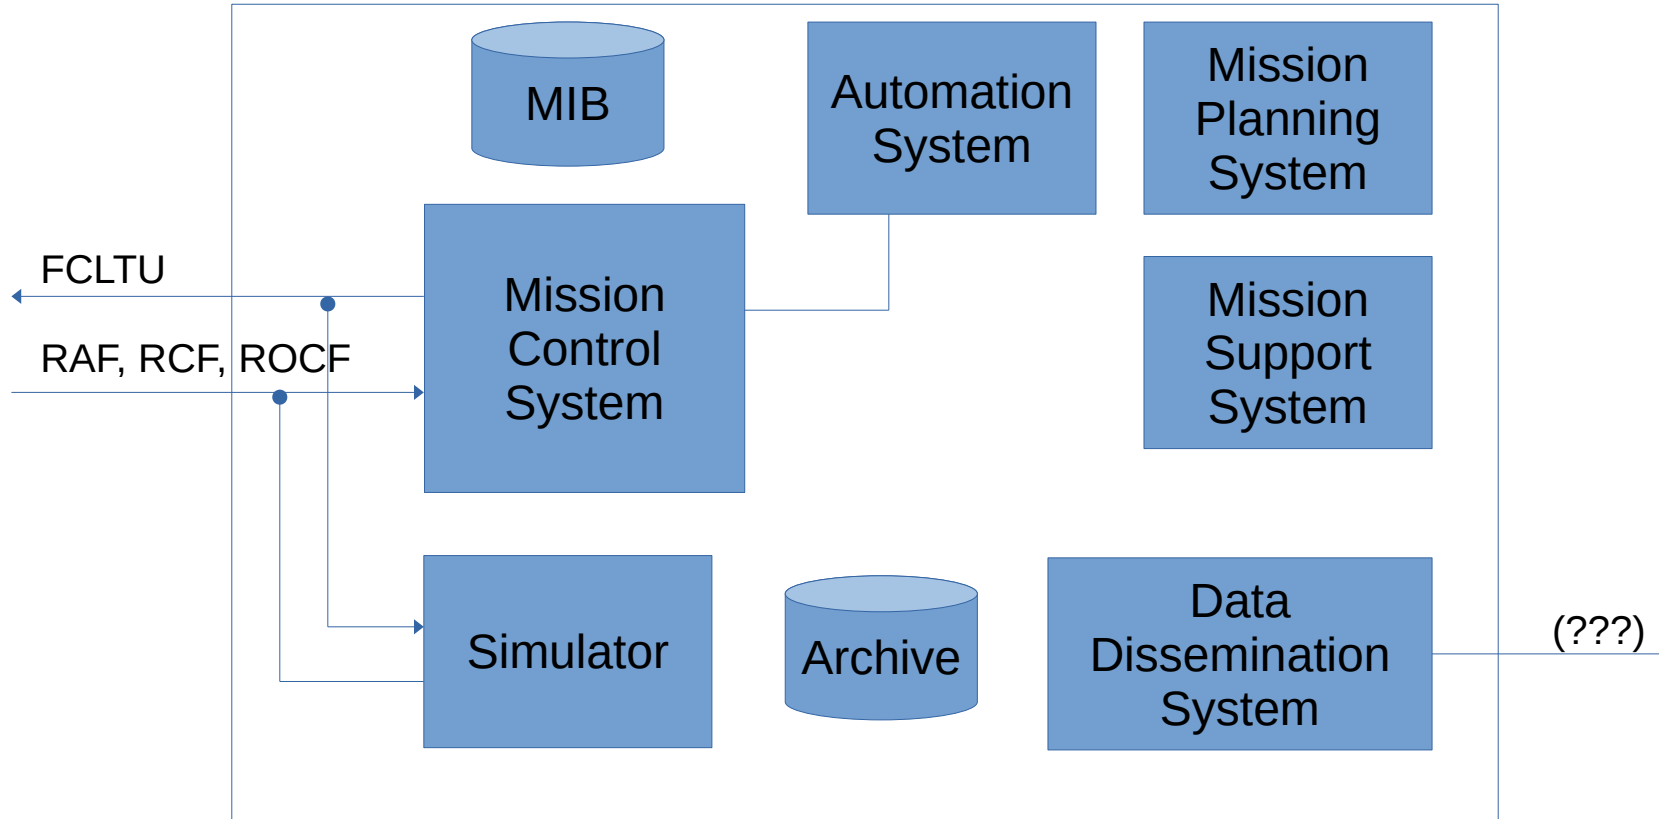 MIB
Automation
System
Mission
Planning
System
FCLTU
RAF, RCF, ROCF
Mission
Control
System
Mission
Support
System
Simulator
Archive
Data
Dissemination
System
(???)